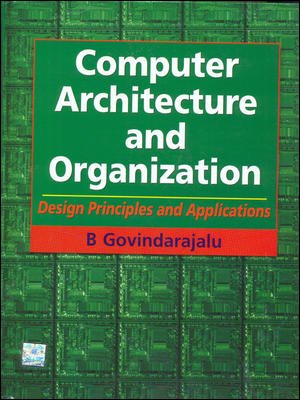 Computer
Architecture
and
Organization
Design Principles and Applications
B Govindarajalu